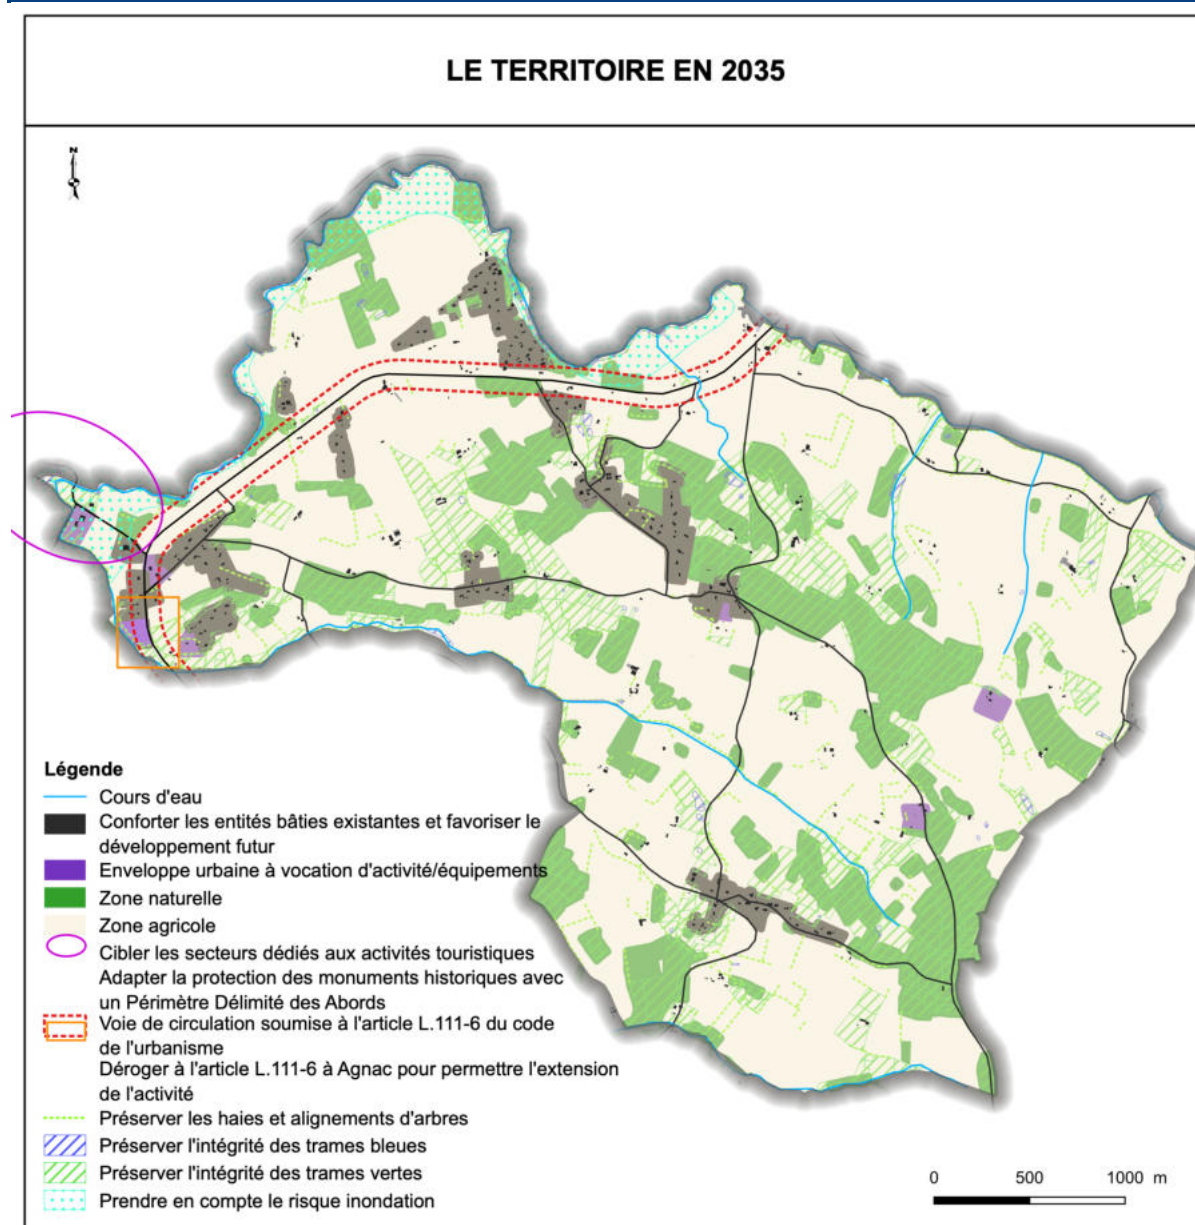 LE TERRITOIRE EN 2035
N
Légende
Cours d'eau
Conforter les entités bâties existantes et favoriser le
développement futur
Enveloppe urbaine à vocation d'activité/équipements
Zone naturelle
Zone agricole
Cibler les secteurs dédiés aux activités touristiques
Adapter la protection des monuments historiques avec
un Périmètre Délimité des Abords
Voie de circulation soumise à l'article L.111-6 du code
de l'urbanisme
Déroger à l'article L.111-6 à Agnac pour permettre l'extension
de l'activité
Préserver les haies et alignements d'arbres
Préserver l'intégrité des trames bleues
Préserver l'intégrité des trames vertes
Prendre en compte le risque inondation
0 500 1000 m